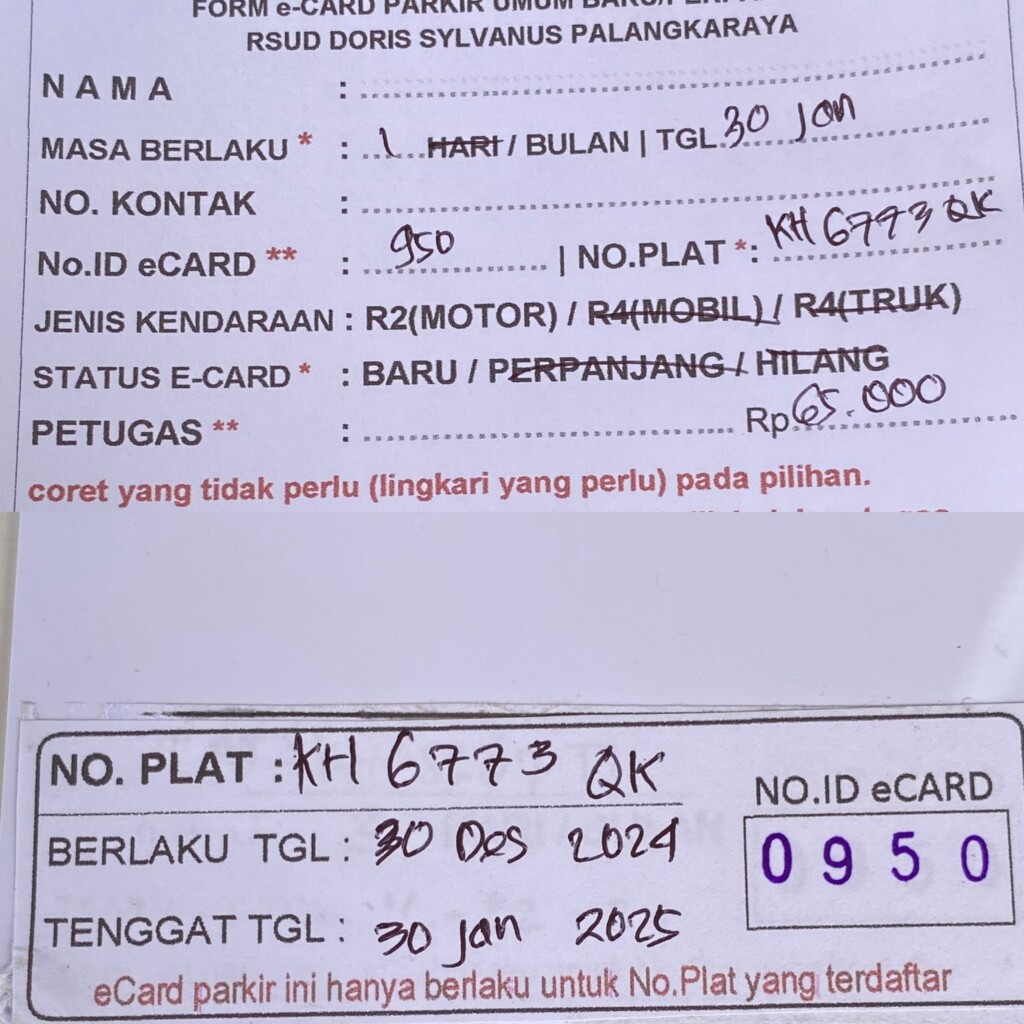 FORM e-CARD PARKIR UMUM
RSUD DORIS SYLVANUS PALANGKARAYA
NAMA :
MASA BERLAKU * : 1 HARI / BULAN | TGL. 30 Jan
NO. KONTAK :
No.ID eCARD ** : 950 | NO.PLAT *: KH 6773 QK
JENIS KENDARAAN : R2(MOTOR) / R4(MOBIL) / R4(TRUK)
STATUS E-CARD * : BARU / PERPANJANG / HILANG
PETUGAS ** : Rp 65.000
coret yang tidak perlu (lingkari yang perlu) pada pilihan.
NO. PLAT : KH 6773 QK
NO.ID eCARD
BERLAKU TGL : 30 Des 2024
0950
TENGGAT TGL : 30 jan 2025
eCard parkir ini hanya berlaku untuk No.Plat yang terdaftar